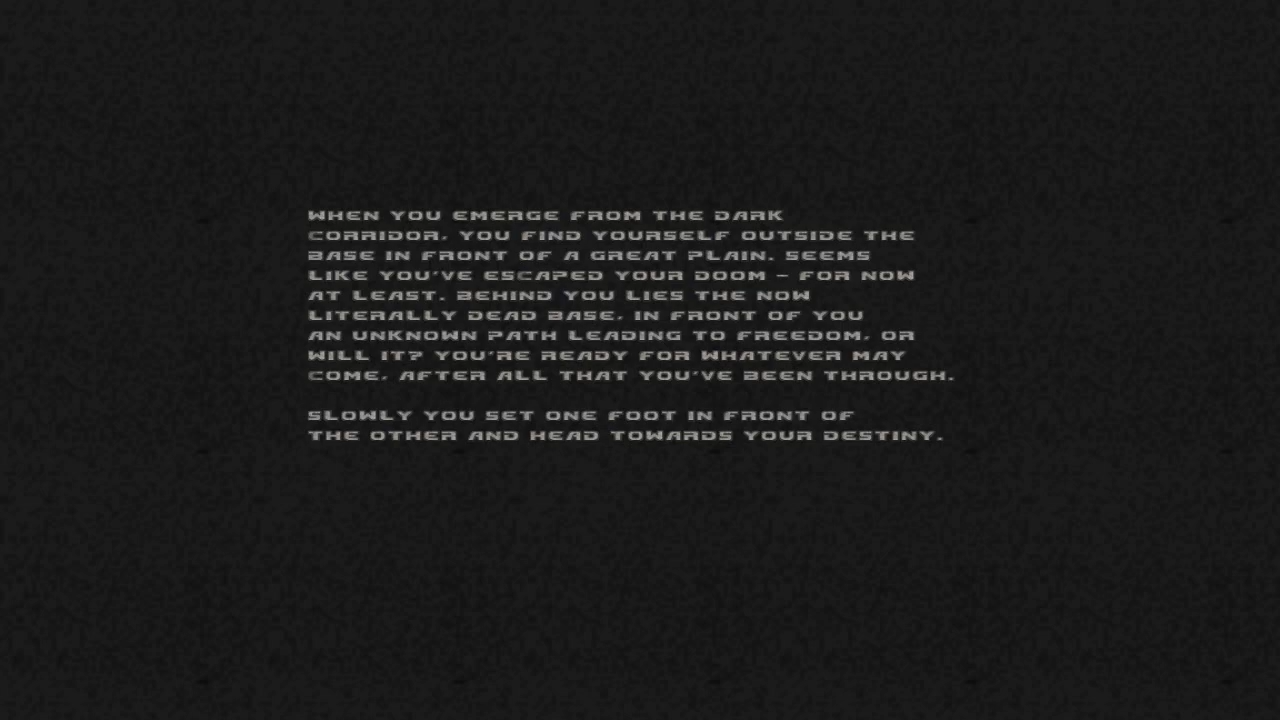 WHEN YOU EMERGE FROM THE DARK
CORRIDOR, YOU FIND YOURSELF OUTSIDE THE
BASE IN FRONT OF A GREAT PLAIN. SEEMS
LIKE YOU'VE ESCAPED YOUR DOOM - FOR NOW
AT LEAST. BEHIND YOU LIES THE NOW
LITERALLY DEAD BASE, IN FRONT OF YOU
AN UNKNOWN PATH LEADING TO FREEDOM, OR
WILL IT? YOU'RE READY FOR WHATEVER MAY
COME, AFTER ALL THAT YOU'VE BEEN THROUGH.

SLOWLY YOU SET ONE FOOT IN FRONT OF
THE OTHER AND HEAD TOWARDS YOUR DESTINY.